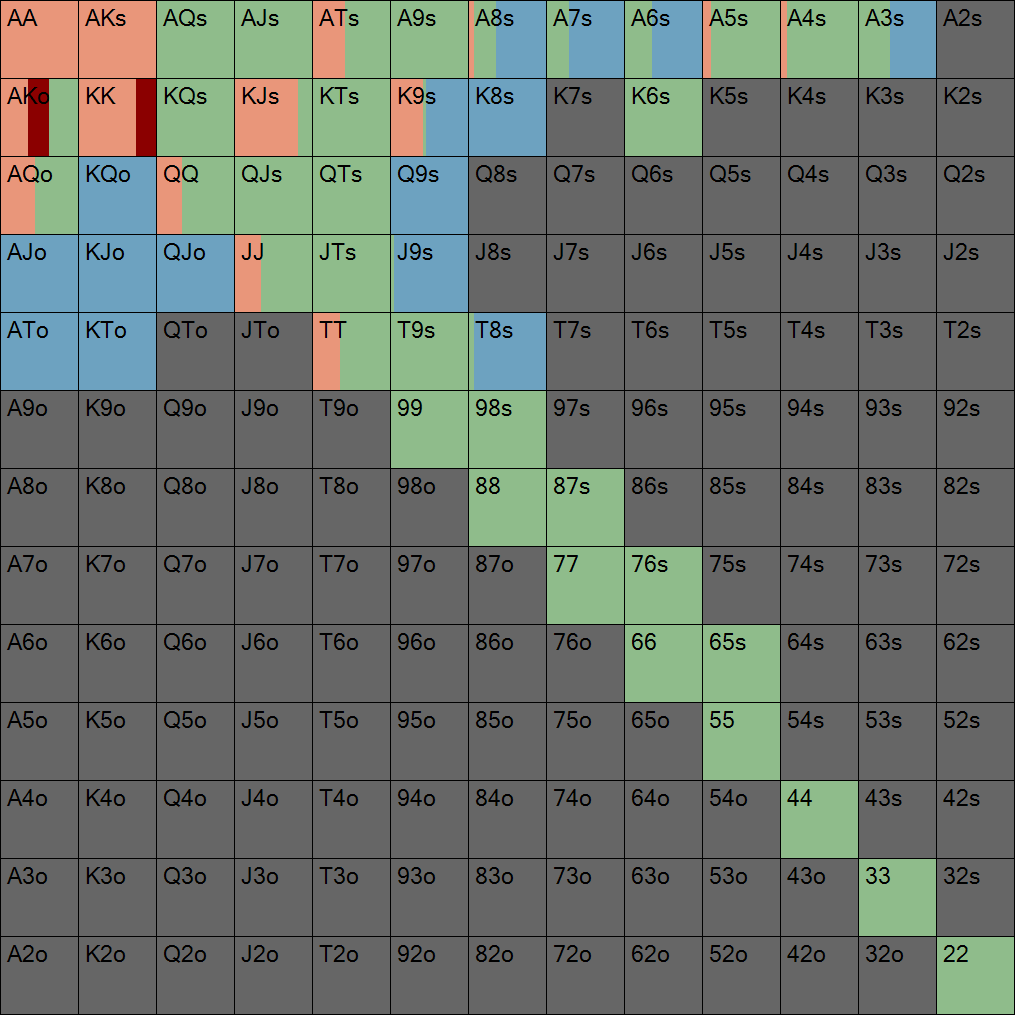 AA AKs AQs AJs ATs A9s A8s A7s A6s A5s A4s A3s A2s
AKo KK KQs KJs KTs K9s K8s K7s K6s K5s K4s K3s K2s
AQo KQo QQ QJs QTs Q9s Q8s Q7s Q6s Q5s Q4s Q3s Q2s
AJo KJo QJo JJ JTs J9s J8s J7s J6s J5s J4s J3s J2s
ATo KTo QTo JTo TT T9s T8s T7s T6s T5s T4s T3s T2s
A9o K9o Q9o J9o T9o 99 98s 97s 96s 95s 94s 93s 92s
A8o K8o Q8o J8o T8o 98o 88 87s 86s 85s 84s 83s 82s
A7o K7o Q7o J7o T7o 97o 87o 77 76s 75s 74s 73s 72s
A6o K6o Q6o J6o T6o 96o 86o 76o 66 65s 64s 63s 62s
A5o K5o Q5o J5o T5o 95o 85o 75o 65o 55 54s 53s 52s
A4o K4o Q4o J4o T4o 94o 84o 74o 64o 54o 44 43s 42s
A3o K3o Q3o J3o T3o 93o 83o 73o 63o 53o 43o 33 32s
A2o K2o Q2o J2o T2o 92o 82o 72o 62o 52o 42o 32o 22